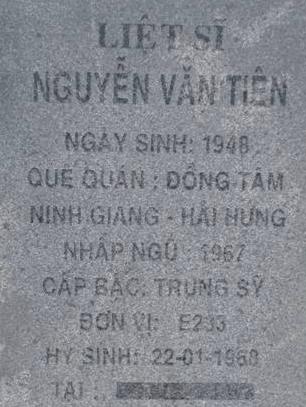 LIỆT SĨ
NGUYỄN VĂN TIÊN
NGÀY SINH: 1948
QUÊ QUÁN : ĐỒNG TÂM
NINH GIANG - HẢI HƯNG
NHẬP NGŨ : 1967
CẤP BẬC: TRUNG SỸ
ĐƠN VỊ: E233
HY SINH: 22-01-1968
TẠI :